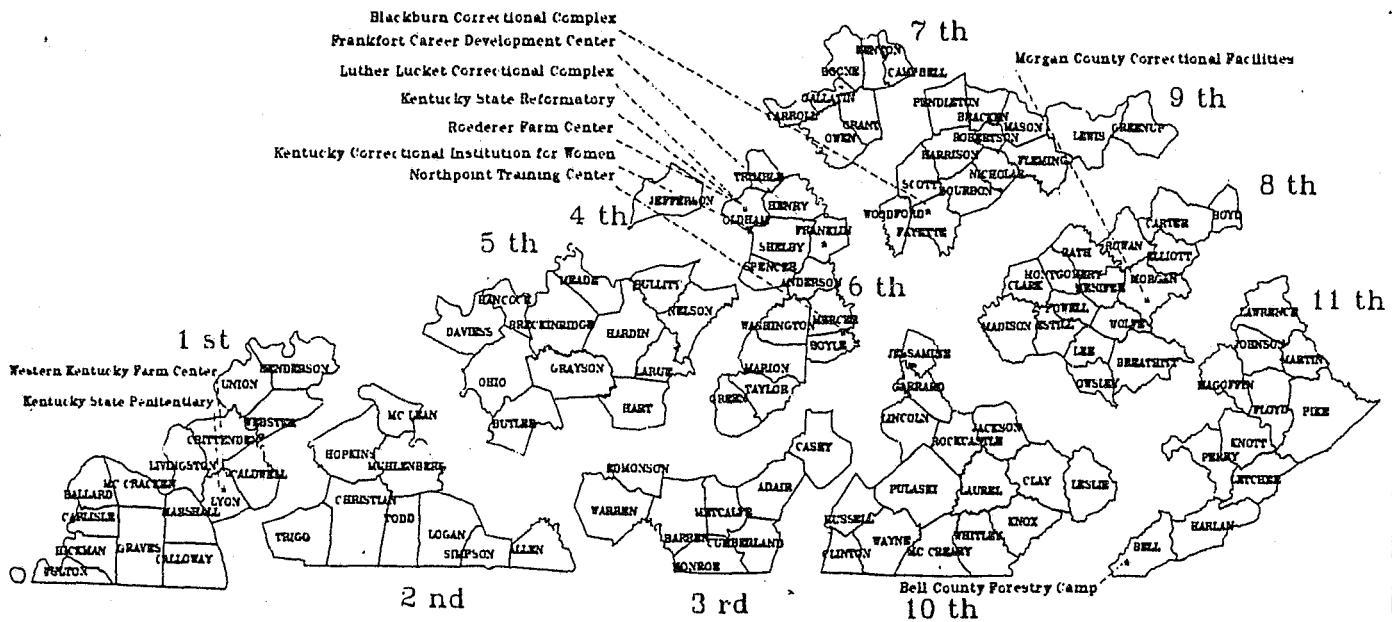 Blackburn Correctional Complex
Frankfort Career Development Center
Luther Lucket Correctional Complex
Kentucky State Reformatory
Roederer Farm Center
Kentucky Correctional Institution for Women
Northpoint Training Center
7 th
Morgan County Correctional Facilities
9 th
8 th
4 th
5 th
6 th
11 th
1 st
Western Kentucky Farm Center
Kentucky State Penitentiary
2 nd
3 rd
10 th
Bell County Forestry Camp
BOONE
KENTON
CAMPBELL
GALLATIN
CARROLL
GRANT
OWEN
PENDLETON
BRACKEN
MASON
ROBERTSON
LEWIS
GREENUP
HARRISON
FLEMING
NICHOLAS
SCOTT
BOURBON
WOODFORD
FAYETTE
JEFFERSON
TRIMBLE
HENRY
OLDHAM
SHELBY
FRANKLIN
SPENCER
ANDERSON
CARTER
BOYD
ROWAN
ELLIOTT
BATH
MONTGOMERY
MENIFEE
MORGAN
CLARK
POWELL
MADISON
ESTILL
WOLFE
LEE
BREATHITT
OWSLEY
MEADE
HANCOCK
BULLITT
DAVIESS
BRECKINRIDGE
HARDIN
NELSON
OHIO
GRAYSON
LARUE
BUTLER
HART
WASHINGTON
MERCER
BOYLE
MARION
GREEN
TAYLOR
LAWRENCE
JOHNSON
MARTIN
MAGOFFIN
FLOYD
PIKE
KNOTT
PERRY
LETCHER
HARLAN
BELL
HENDERSON
UNION
WEBSTER
CRITTENDEN
LIVINGSTON
CALDWELL
LYON
MC CRACKEN
BALLARD
CARLISLE
MARSHALL
HICKMAN
GRAVES
CALLOWAY
FULTON
MC LEAN
HOPKINS
MUHLENBERG
CHRISTIAN
TODD
TRIGG
LOGAN
SIMPSON
ALLEN
CASEY
EDMONSON
ADAIR
WARREN
METCALFE
BARREN
CUMBERLAND
MONROE
JESSAMINE
GARRARD
LINCOLN
JACKSON
ROCKCASTLE
PULASKI
LAUREL
CLAY
LESLIE
RUSSELL
WAYNE
KNOX
WHITLEY
CLINTON
MC CREARY